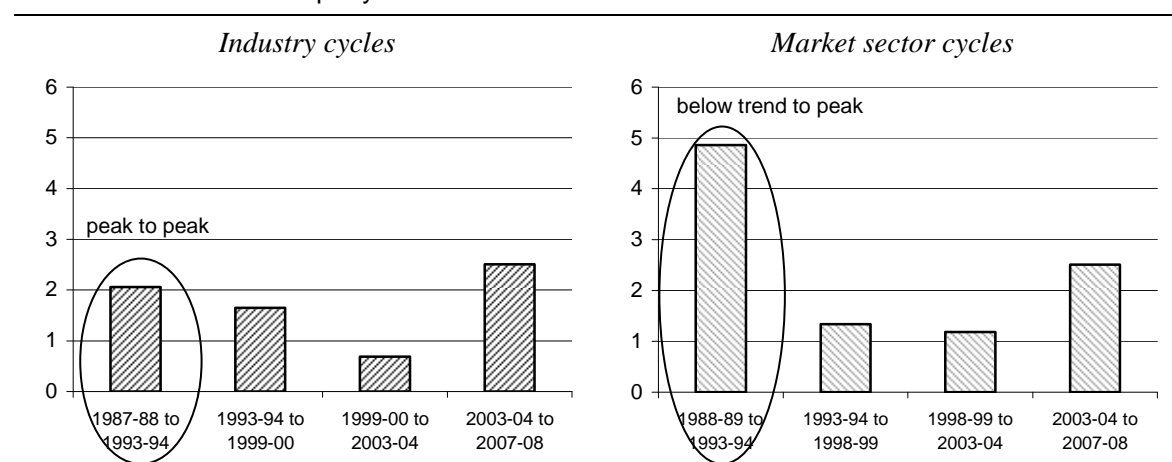 Industry cycles
6
5
4
3
2
1
0
peak to peak
1987-88 to
1993-94
1993-94 to
1999-00
1999-00 to
2003-04
2003-04 to
2007-08
Market sector cycles
6
5
4
3
2
1
0
below trend to peak
1988-89 to
1993-94
1993-94 to
1998-99
1998-99 to
2003-04
2003-04 to
2007-08